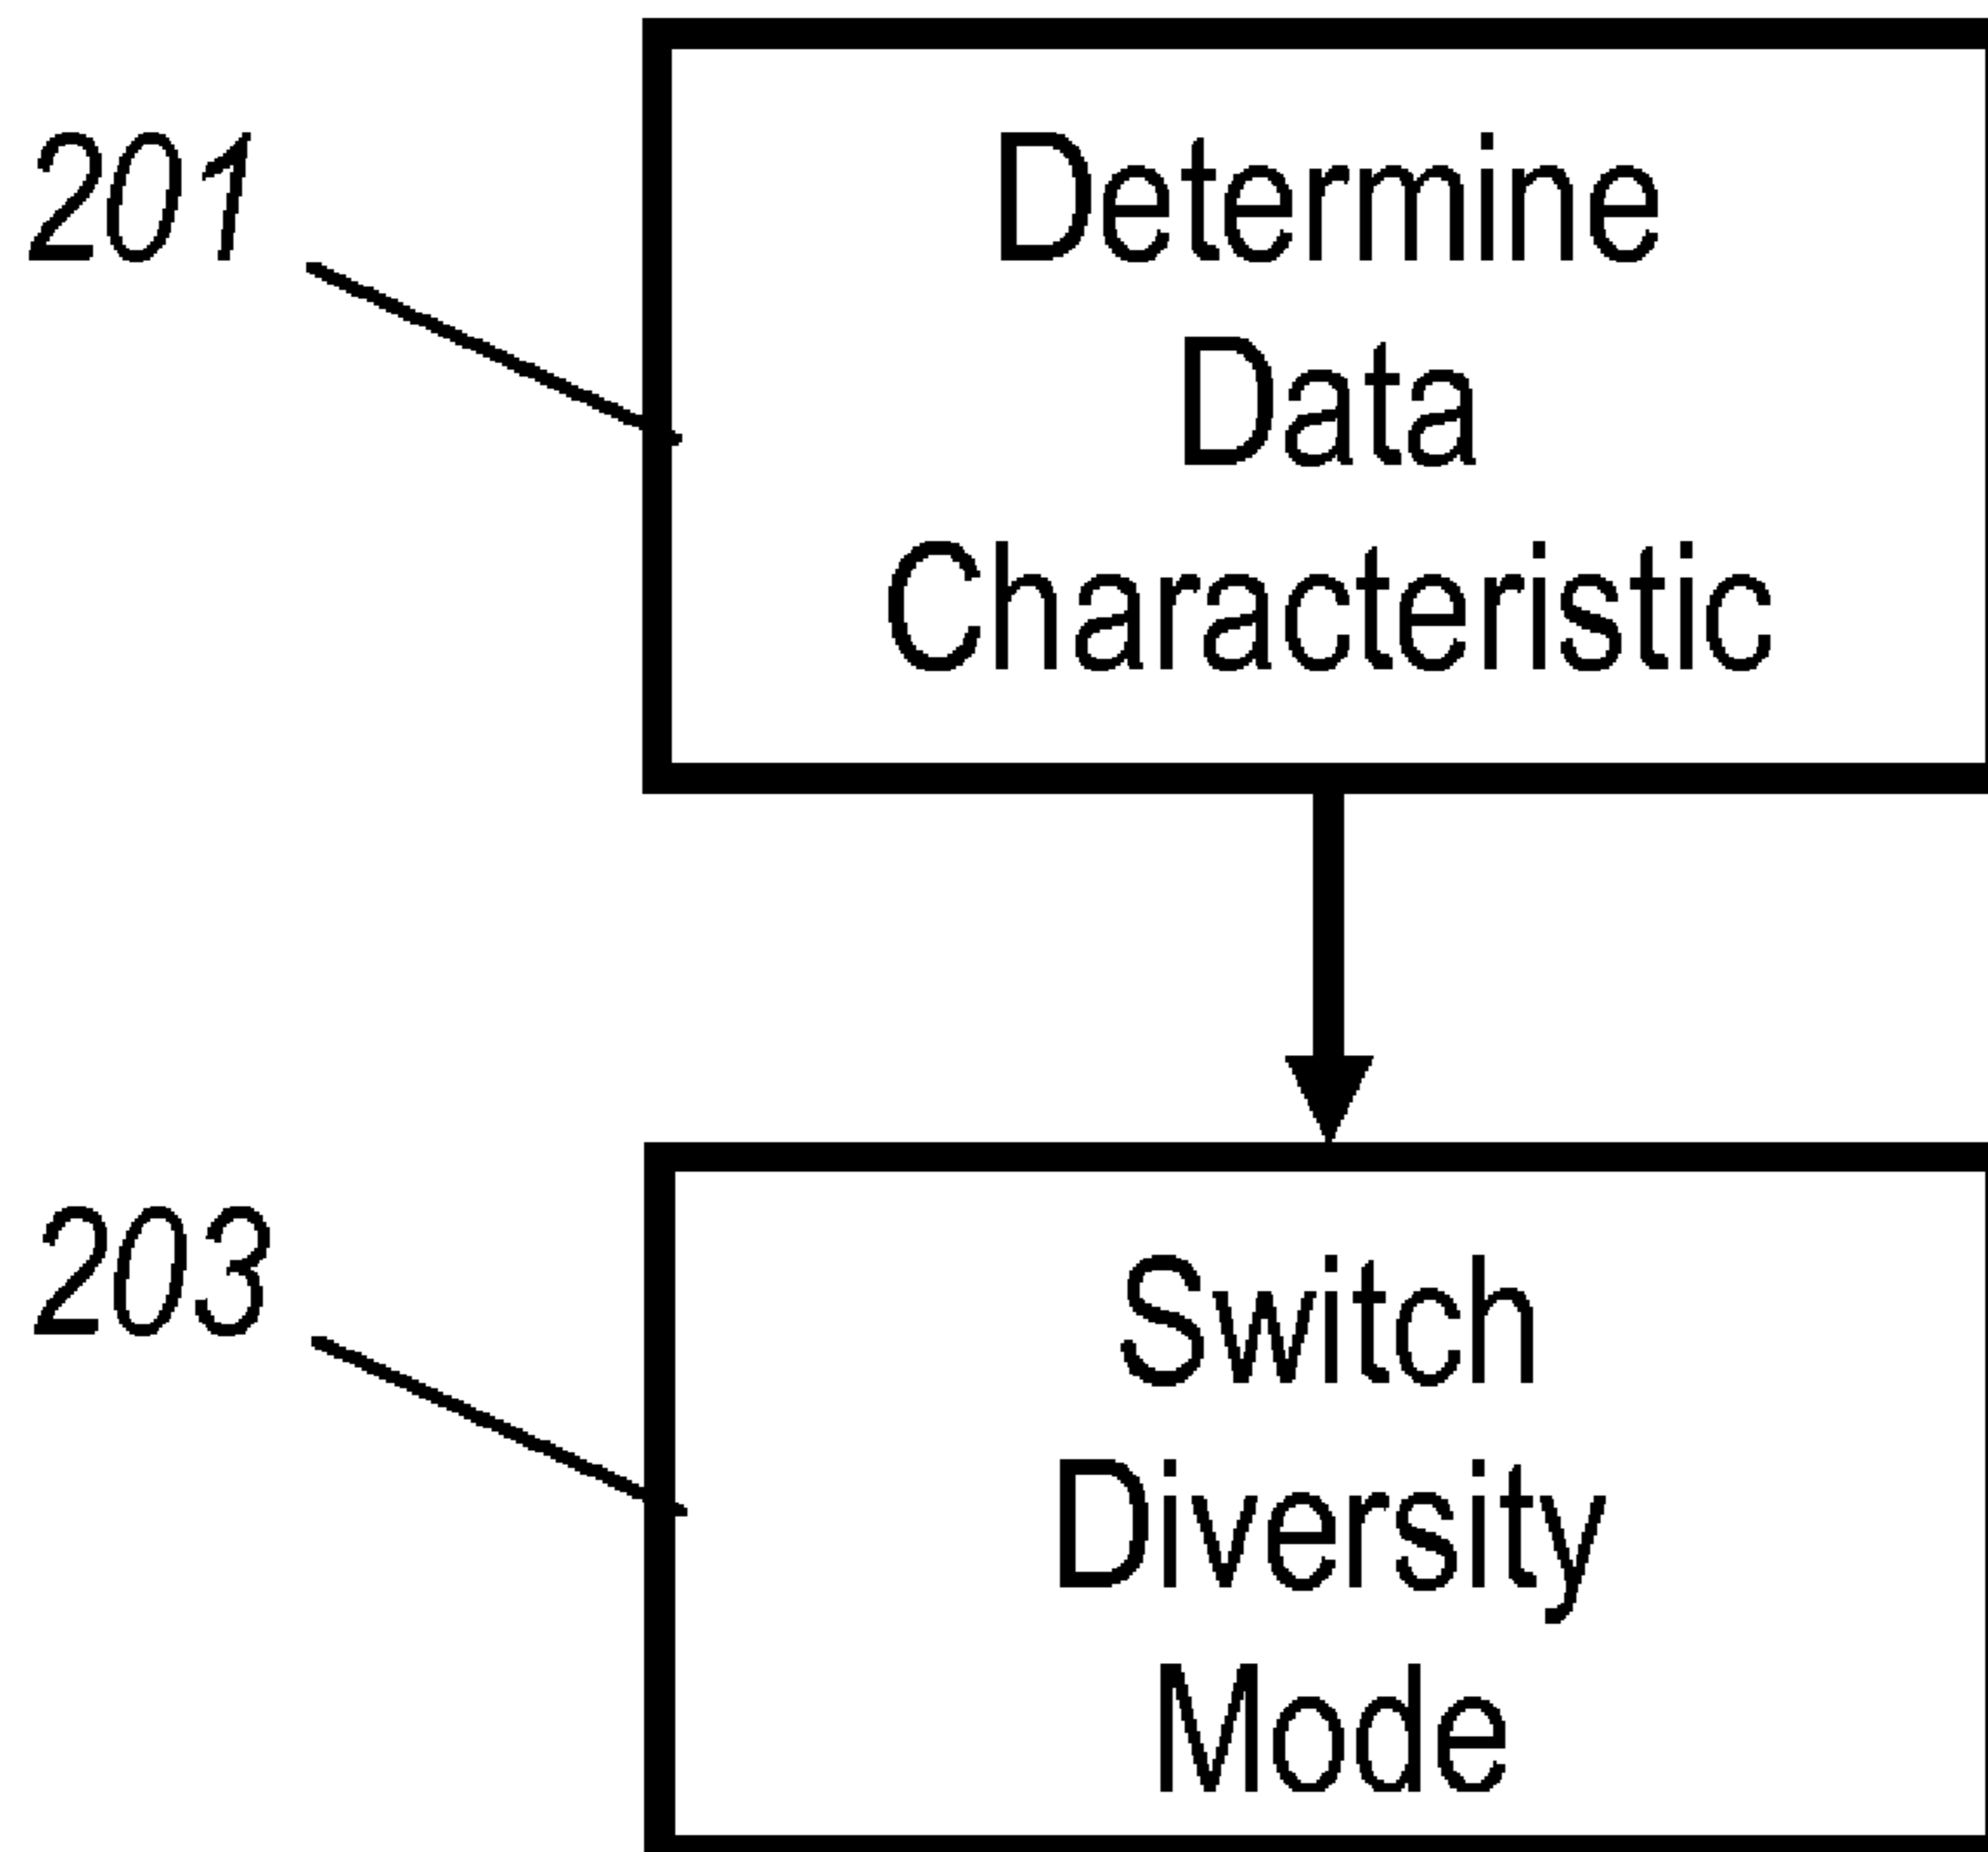 201
Determine
Data
Characteristic
203
Switch
Diversity
Mode